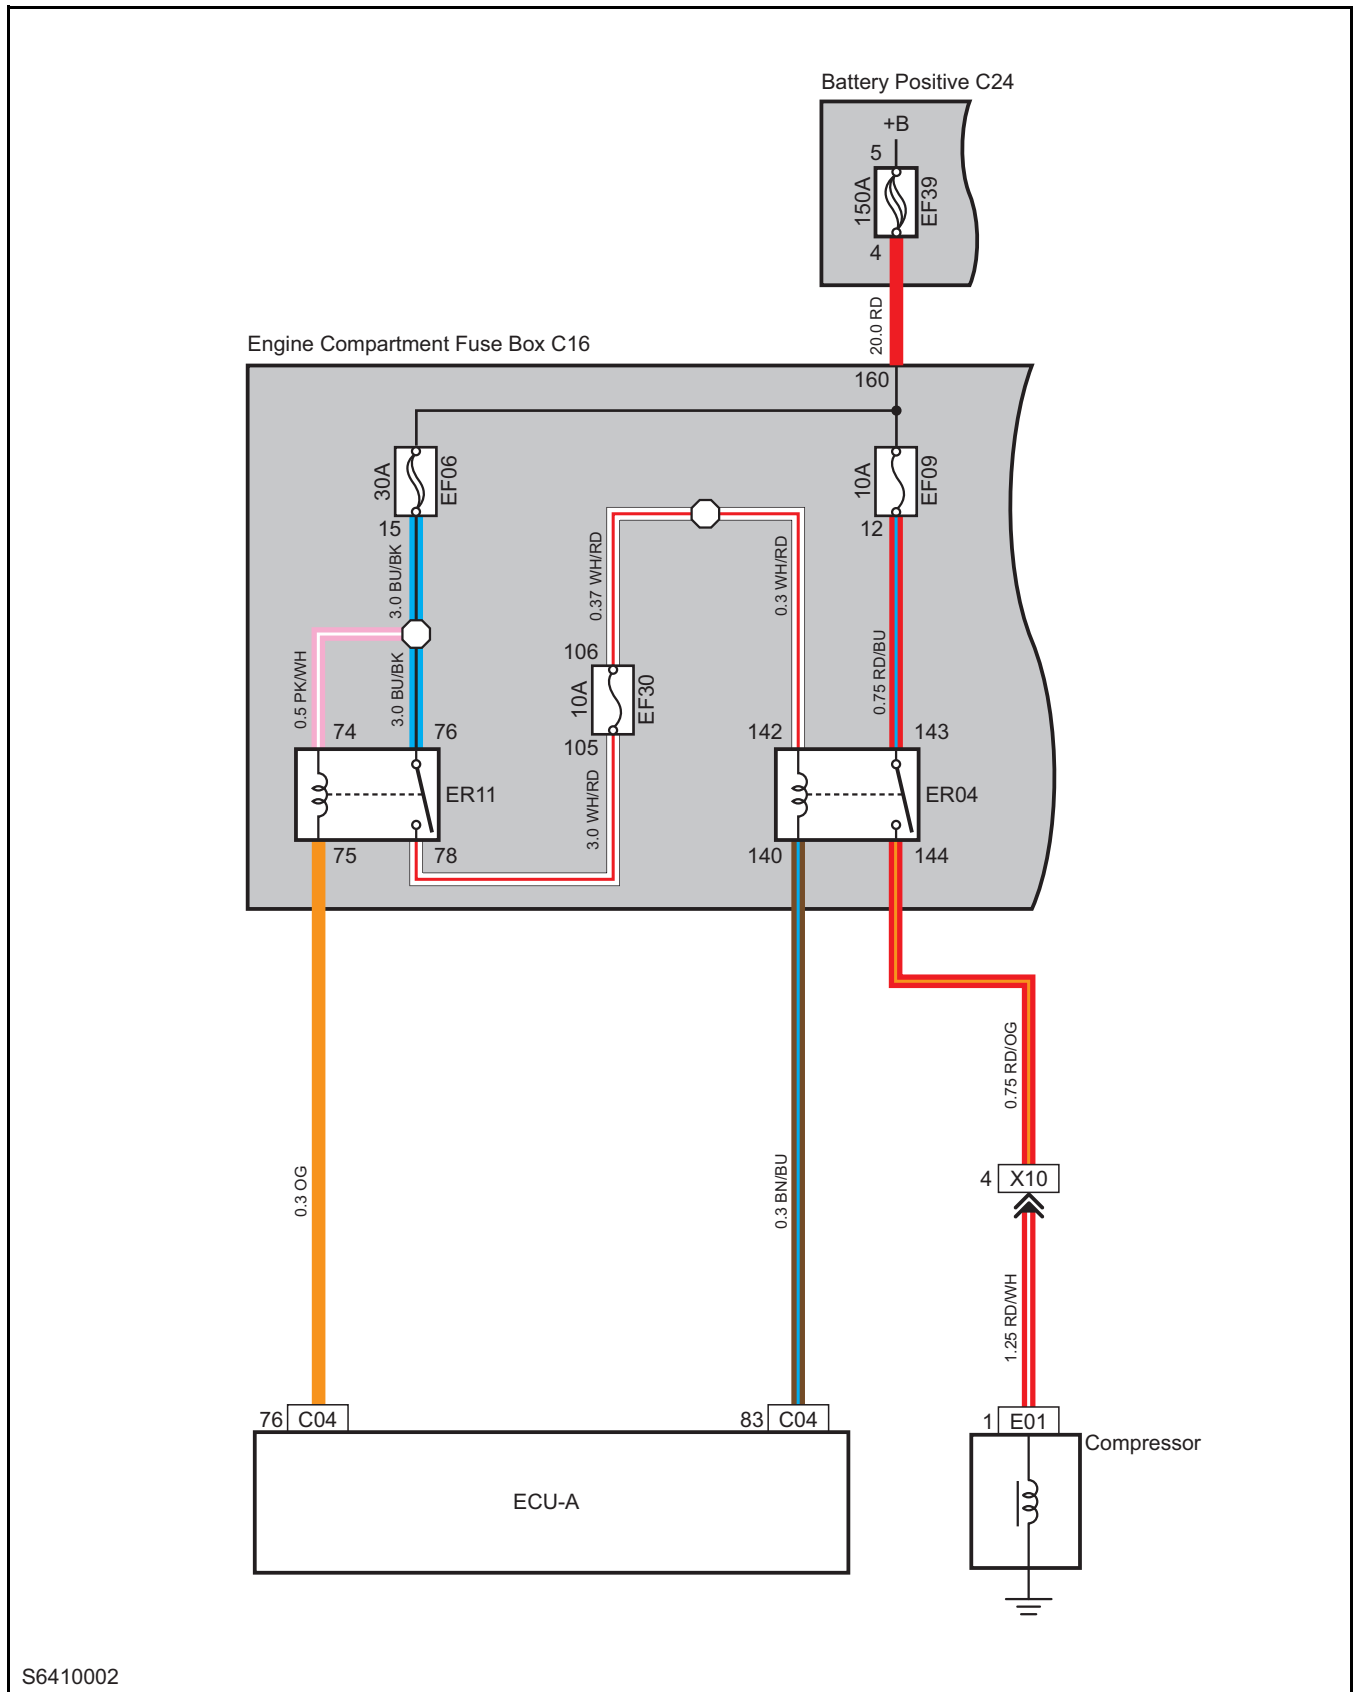 Battery Positive C24
+B
5
150A
EF39
4
20.0 RD
Engine Compartment Fuse Box C16
160
30A
EF06
10A
EF09
15
12
3.0 BU/BK
0.37 WH/RD
0.3 WH/RD
0.5 PK/WH
3.0 BU/BK
106
10A
EF30
0.75 RD/BU
74
76
105
142
143
ER11
ER04
3.0 WH/RD
75
78
140
144
0.75 RD/OG
0.3 OG
0.3 BN/BU
4 X10
1.25 RD/WH
76 C04
83 C04
1 E01
Compressor
ECU-A
S6410002